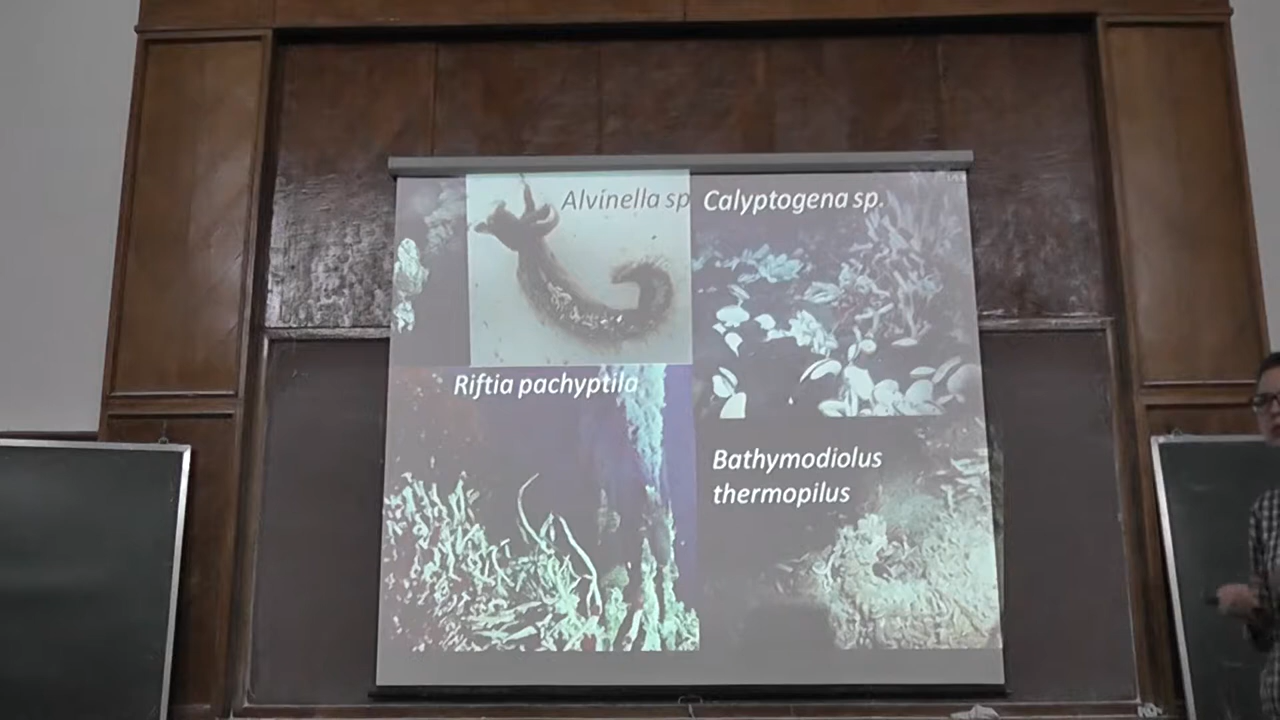 Alvinella sp
Calyptogena sp.
Riftia pachyptila
Bathymodiolus
thermopilus